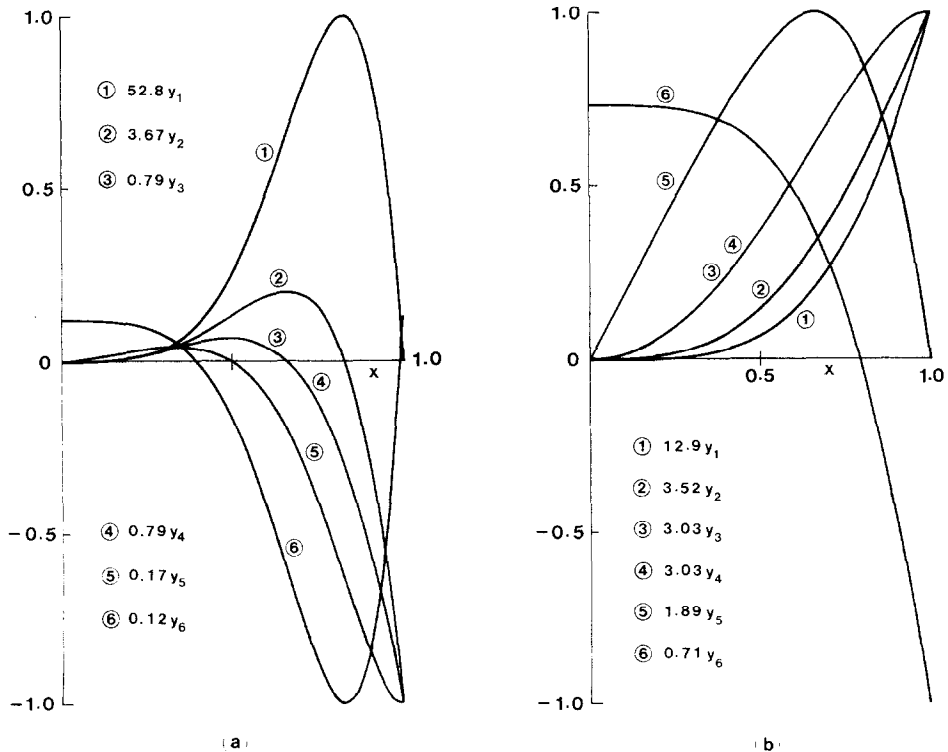 1.0
① 52.8 y₁
② 3.67 y₂
③ 0.79 y₃
①
0.5
②
③
0
x
1.0
④
⑤
⑥
−0.5
④ 0.79 y₄
⑤ 0.17 y₅
⑥ 0.12 y₆
−1.0
(a)
1.0
⑥
⑤
0.5
④
③
②
①
0
0.5
x
1.0
① 12.9 y₁
② 3.52 y₂
③ 3.03 y₃
④ 3.03 y₄
⑤ 1.89 y₅
⑥ 0.71 y₆
−0.5
−1.0
(b)